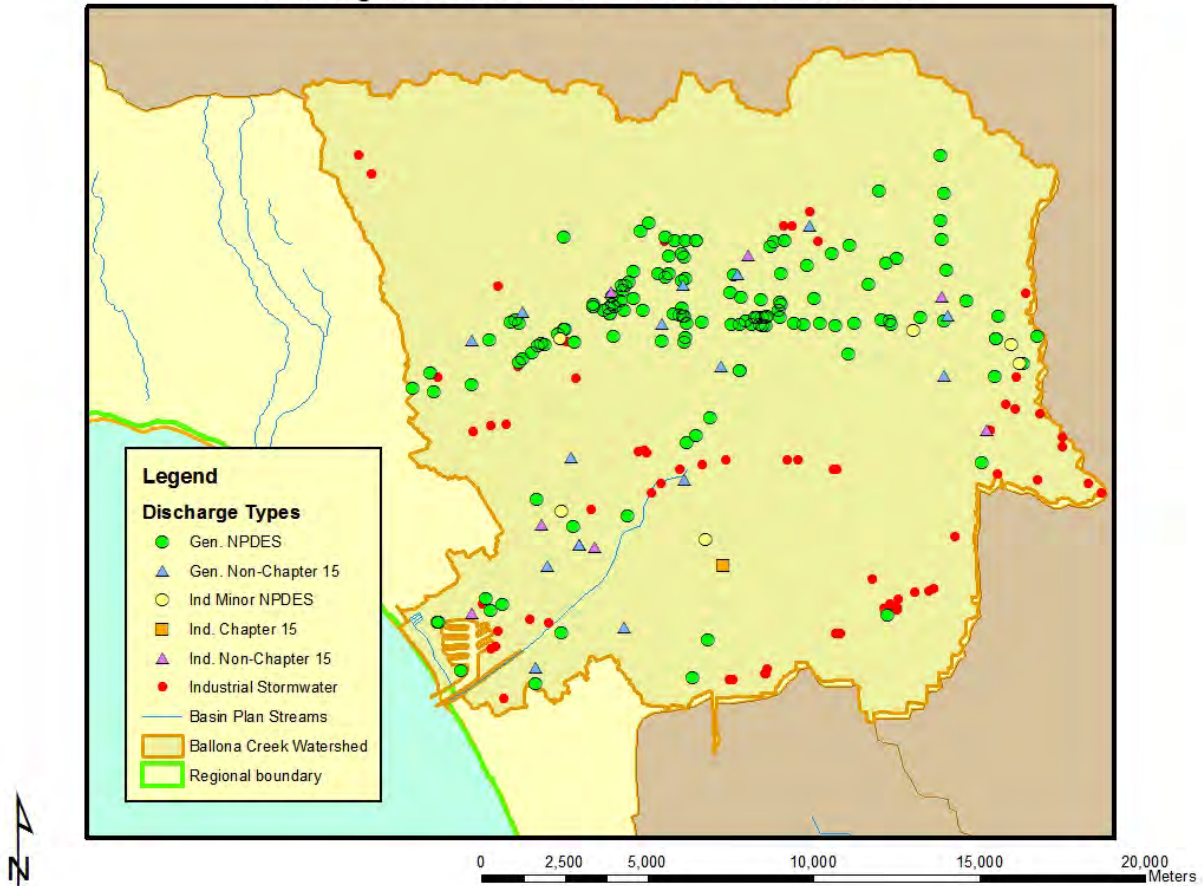 Legend
Discharge Types
Gen. NPDES
Gen. Non-Chapter 15
Ind Minor NPDES
Ind. Chapter 15
Ind. Non-Chapter 15
Industrial Stormwater
Basin Plan Streams
Ballona Creek Watershed
Regional boundary
N
0 2,500 5,000 10,000 15,000 20,000
Meters